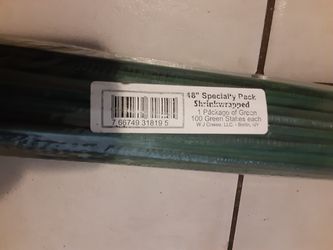 48" Specialty Pack
Shrinkwrapped
1 Package of Green
100 Green Stakes each
W J Cowee, LLC. - Berlin, NY
7 66749 31819 5